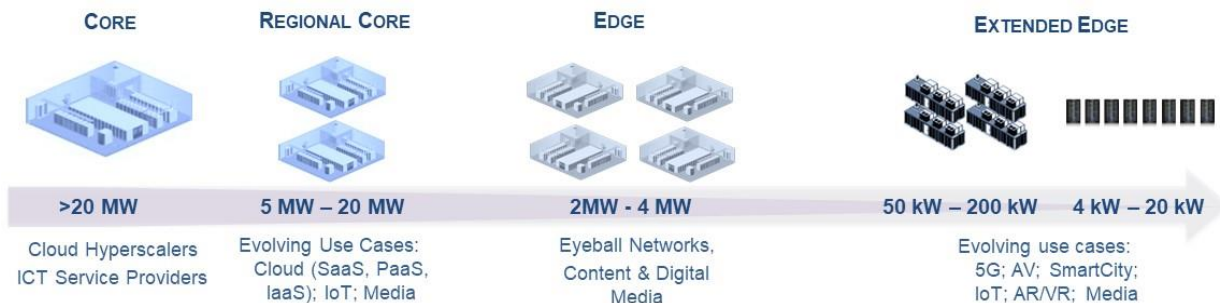 CORE
REGIONAL CORE
EDGE
EXTENDED EDGE
>20 MW
5 MW – 20 MW
2MW - 4 MW
50 kW – 200 kW
4 kW – 20 kW
Cloud Hyperscalers
ICT Service Providers
Evolving Use Cases:
Cloud (SaaS, PaaS,
IaaS); IoT; Media
Eyeball Networks,
Content & Digital
Media
Evolving use cases:
5G; AV; SmartCity;
IoT; AR/VR; Media